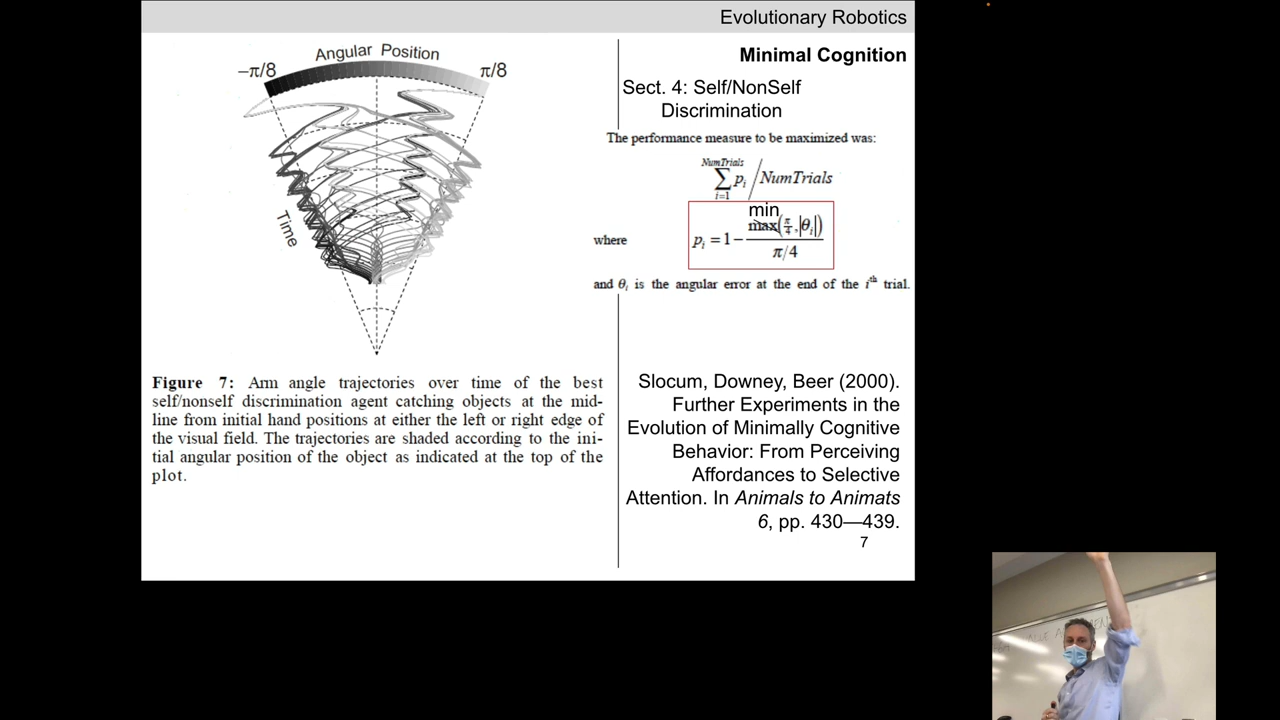 Evolutionary Robotics
Minimal Cognition
Sect. 4: Self/NonSelf
Discrimination
Angular Position
−π/8
π/8
Time
The performance measure to be maximized was:
NumTrials
∑ p_i / NumTrials
i=1
min
max(π/4, |θ_i|)
where p_i = 1 −
π/4
and θ_i is the angular error at the end of the i^th trial.
Figure 7: Arm angle trajectories over time of the best
self/nonself discrimination agent catching objects at the mid-
line from initial hand positions at either the left or right edge of
the visual field. The trajectories are shaded according to the ini-
tial angular position of the object as indicated at the top of the
plot.
Slocum, Downey, Beer (2000).
Further Experiments in the
Evolution of Minimally Cognitive
Behavior: From Perceiving
Affordances to Selective
Attention. In Animals to Animats
6, pp. 430—439.
7